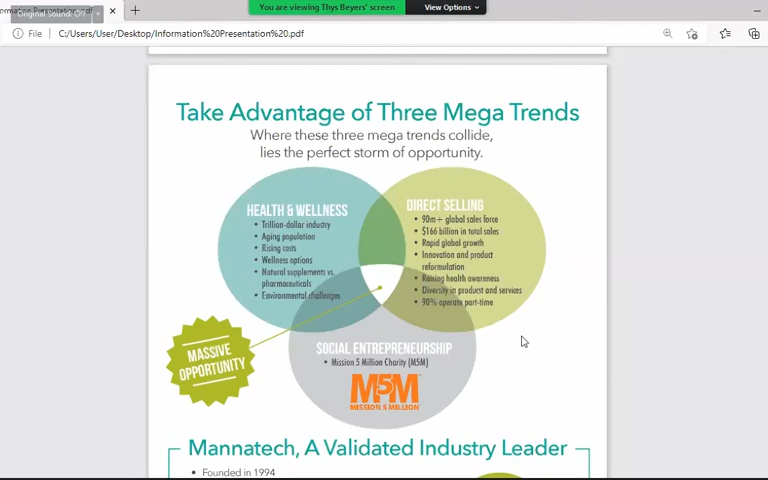 ormation Presentation .pdf
Original Sound: Off
You are viewing Thys Beyers' screen
View Options
File
C:/Users/User/Desktop/Information%20Presentation%20.pdf
Take Advantage of Three Mega Trends
Where these three mega trends collide,
lies the perfect storm of opportunity.
HEALTH & WELLNESS
• Trillion-dollar industry
• Aging population
• Rising costs
• Wellness options
• Natural supplements vs.
pharmaceuticals
• Environmental challenges
DIRECT SELLING
• 90m+ global sales force
• $166 billion in total sales
• Rapid global growth
• Innovation and product
reformulation
• Raising health awareness
• Diversity in product and services
• 90% operate part-time
MASSIVE
OPPORTUNITY
SOCIAL ENTREPRENEURSHIP
• Mission 5 Million Charity (M5M)
M5M
MISSION 5 MILLION
Mannatech, A Validated Industry Leader
• Founded in 1994